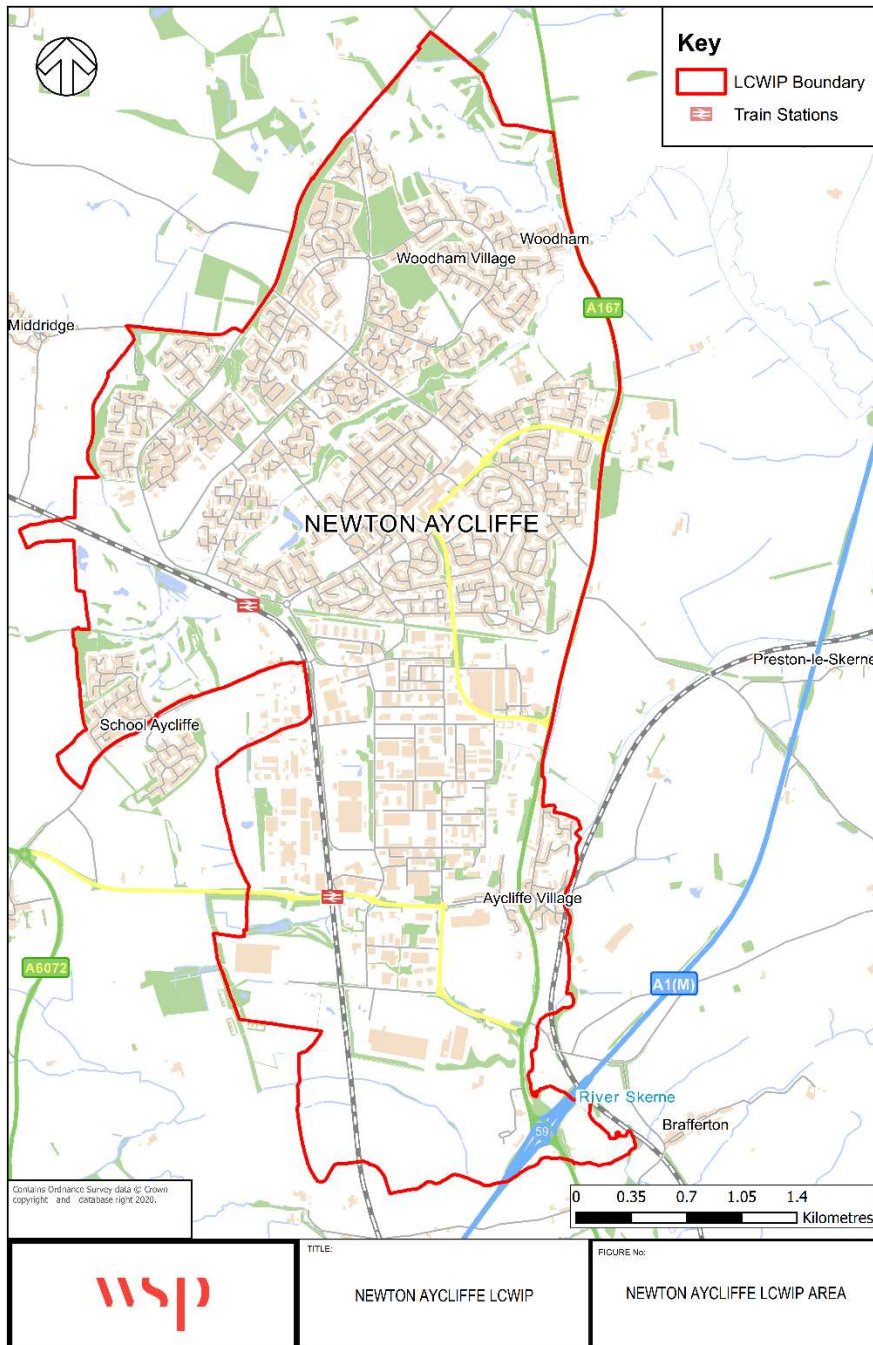 Key
LCWIP Boundary
Train Stations
Woodham
Woodham Village
A167
Middridge
NEWTON AYCLIFFE
Preston-le-Skerne
School Aycliffe
Aycliffe Village
A6072
A1(M)
River Skerne
59
Brafferton
Contains Ordnance Survey data © Crown
copyright and database right 2020.
0 0.35 0.7 1.05 1.4
Kilometres
wsp
TITLE:
NEWTON AYCLIFFE LCWIP
FIGURE No:
NEWTON AYCLIFFE LCWIP AREA